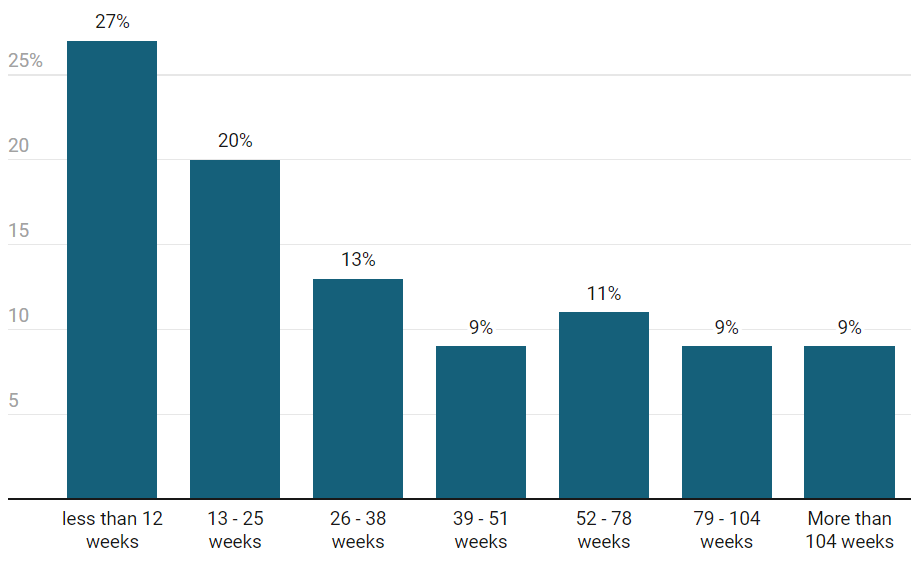 27%
25%
20%
20
15
13%
11%
10
9%
9%
9%
5
less than 12
weeks
13 - 25
weeks
26 - 38
weeks
39 - 51
weeks
52 - 78
weeks
79 - 104
weeks
More than
104 weeks